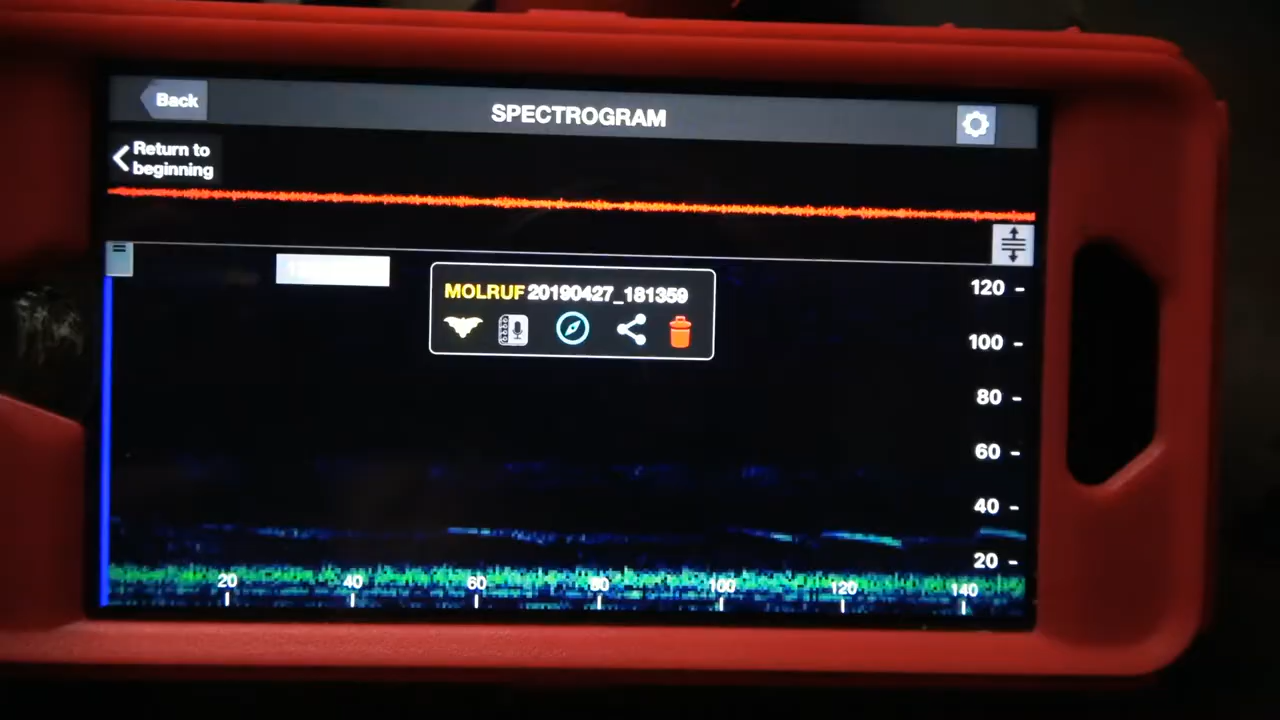 Back
SPECTROGRAM
Return to
beginning
MOLRUF 20190427_181359
120 -
100 -
80 -
60 -
40 -
20 -
20 40 60 80 100 120 140